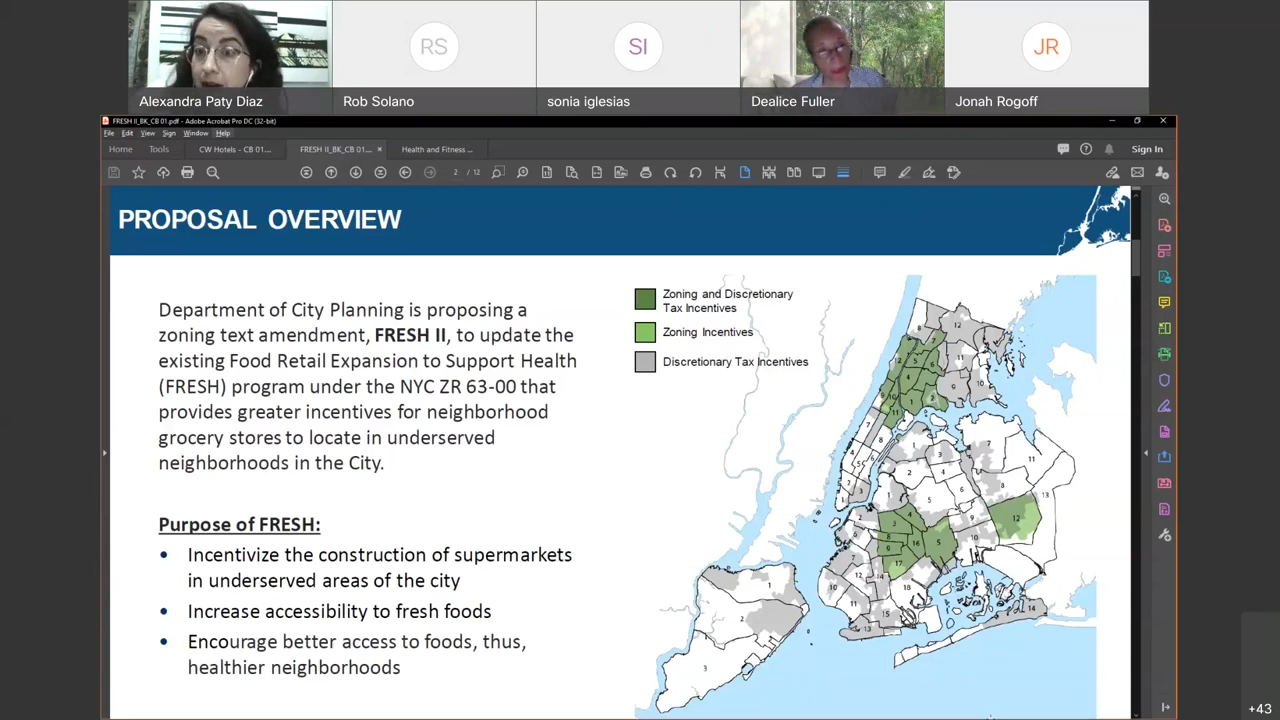 RS
SI
JR
Alexandra Paty Diaz
Rob Solano
sonia iglesias
Dealice Fuller
Jonah Rogoff
FRESH II_BK_CB 01.pdf - Adobe Acrobat Pro DC (32-bit)
File Edit View Sign Window Help
Home Tools CW Hotels - CB 01.... FRESH II_BK_CB 01.... × Health and Fitness ... Sign In
2 / 12
PROPOSAL OVERVIEW
Department of City Planning is proposing a
zoning text amendment, FRESH II, to update the
existing Food Retail Expansion to Support Health
(FRESH) program under the NYC ZR 63-00 that
provides greater incentives for neighborhood
grocery stores to locate in underserved
neighborhoods in the City.
Purpose of FRESH:
• Incentivize the construction of supermarkets
in underserved areas of the city
• Increase accessibility to fresh foods
• Encourage better access to foods, thus,
healthier neighborhoods
Zoning and Discretionary
Tax Incentives
Zoning Incentives
Discretionary Tax Incentives
+43